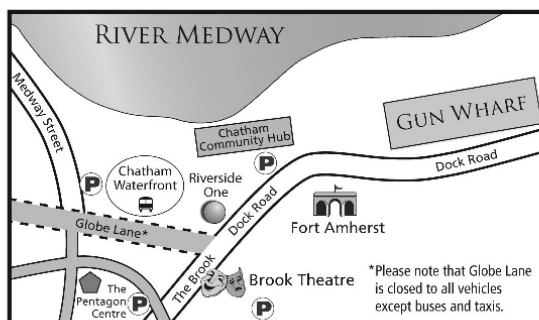 RIVER MEDWAY
Medway Street
GUN WHARF
Chatham
Community Hub
P
Dock Road
P
Chatham
Waterfront
Riverside
One
Dock Road
Fort Amherst
Globe Lane*
The Brook
Brook Theatre
The
Pentagon
Centre
P
P
*Please note that Globe Lane
is closed to all vehicles
except buses and taxis.